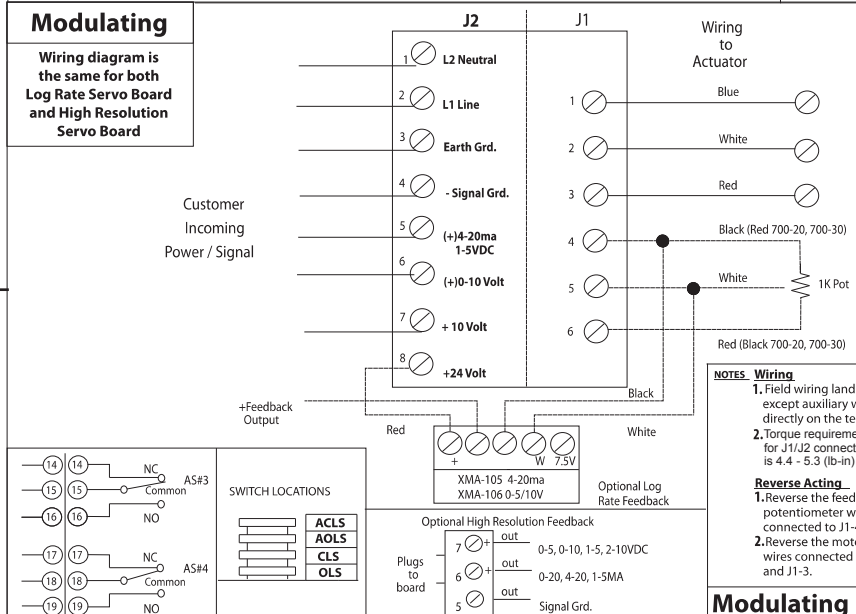 Modulating
Wiring diagram is
the same for both
Log Rate Servo Board
and High Resolution
Servo Board
J2
J1
Wiring
to
Actuator
Customer
Incoming
Power / Signal
1
L2 Neutral
2
L1 Line
3
Earth Grd.
4
- Signal Grd.
5
(+)4-20ma
1-5VDC
6
(+)0-10 Volt
7
+ 10 Volt
8
+24 Volt
1
Blue
2
White
3
Red
4
Black (Red 700-20, 700-30)
5
White
1K Pot
6
Red (Black 700-20, 700-30)
+Feedback
Output
Red
Black
White
+
W
7.5V
XMA-105 4-20ma
XMA-106 0-5/10V
Optional Log
Rate Feedback
NOTES Wiring
1. Field wiring land
except auxiliary w
directly on the te
2. Torque requireme
for J1/J2 connect
is 4.4 - 5.3 (lb-in)
Reverse Acting
1. Reverse the feed
potentiometer w
connected to J1-4
2. Reverse the moto
wires connected
and J1-3.
Modulating
14 14
NC
AS#3
15 15
Common
16 16
NO
17 17
NC
AS#4
18 18
Common
19 19
NO
SWITCH LOCATIONS
ACLS
AOLS
CLS
OLS
Optional High Resolution Feedback
Plugs
to
board
7 + out
0-5, 0-10, 1-5, 2-10VDC
6 + out
0-20, 4-20, 1-5MA
5 out
Signal Grd.